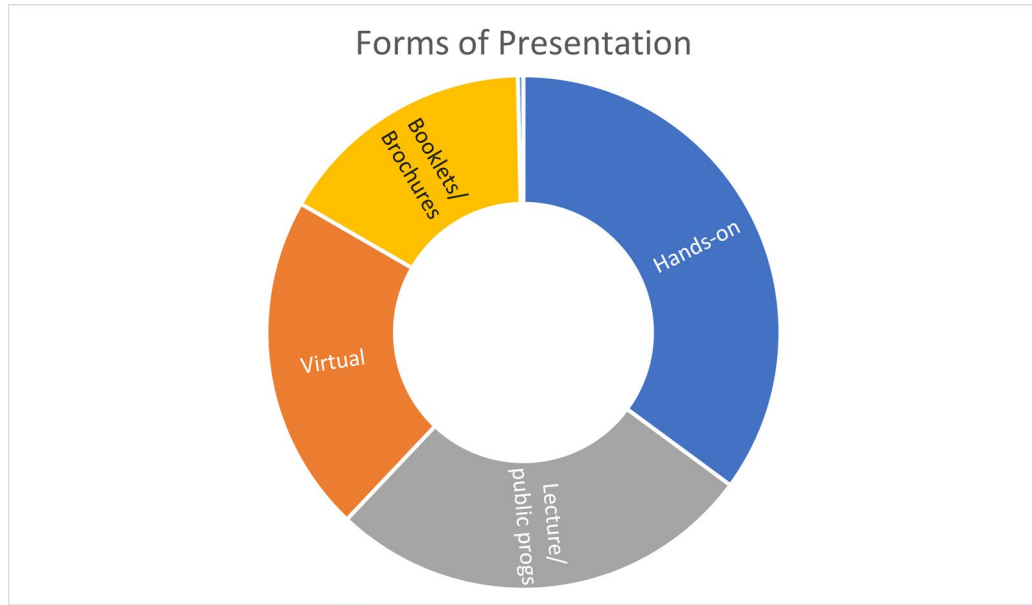 Forms of Presentation
Hands-on
Lecture/
public progs
Virtual
Booklets/
Brochures